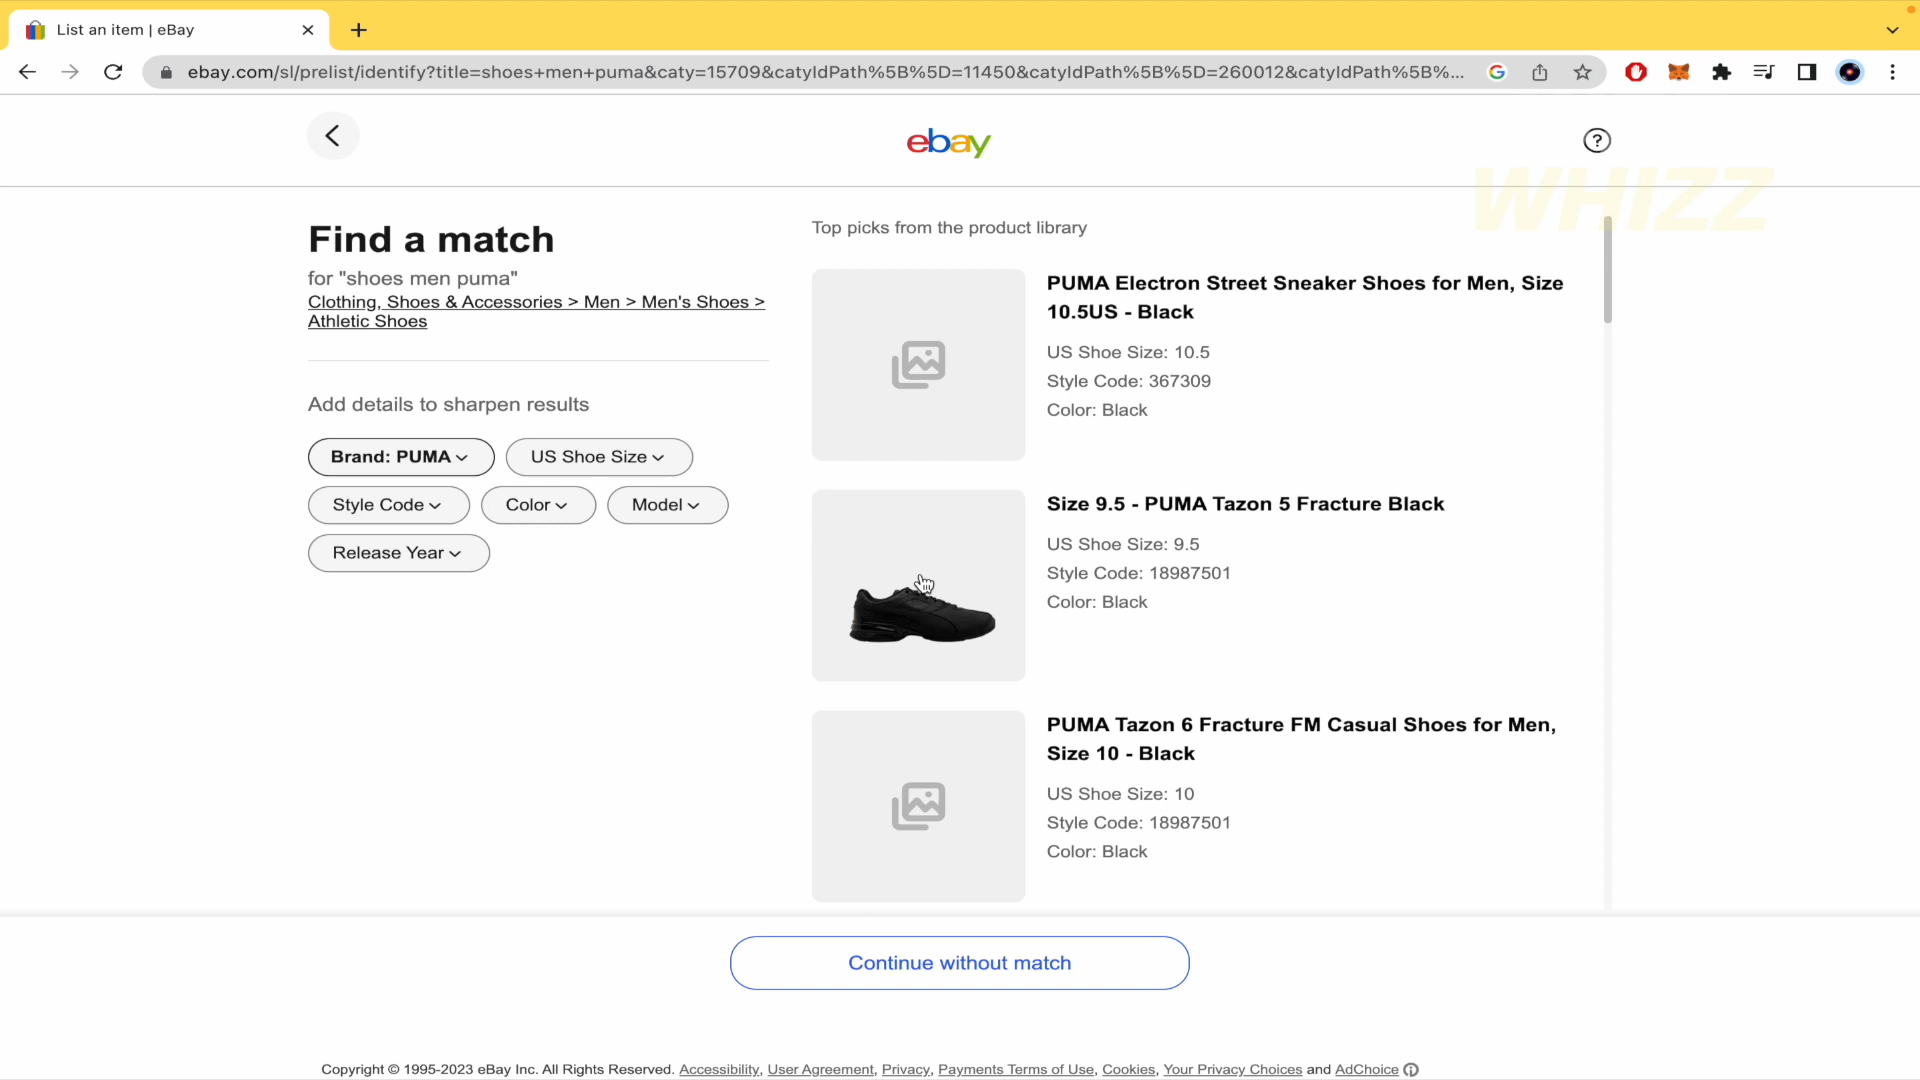 List an item | eBay
ebay.com/sl/prelist/identify?title=shoes+men+puma&caty=15709&catyIdPath%5B%5D=11450&catyIdPath%5B%5D=260012&catyIdPath%5B%...
ebay
WHIZZ
Find a match
for "shoes men puma"
Clothing, Shoes & Accessories > Men > Men's Shoes >
Athletic Shoes
Add details to sharpen results
Brand: PUMA
US Shoe Size
Style Code
Color
Model
Release Year
Top picks from the product library
PUMA Electron Street Sneaker Shoes for Men, Size
10.5US - Black
US Shoe Size: 10.5
Style Code: 367309
Color: Black
Size 9.5 - PUMA Tazon 5 Fracture Black
US Shoe Size: 9.5
Style Code: 18987501
Color: Black
PUMA Tazon 6 Fracture FM Casual Shoes for Men,
Size 10 - Black
US Shoe Size: 10
Style Code: 18987501
Color: Black
Continue without match
Copyright © 1995-2023 eBay Inc. All Rights Reserved. Accessibility, User Agreement, Privacy, Payments Terms of Use, Cookies, Your Privacy Choices and AdChoice